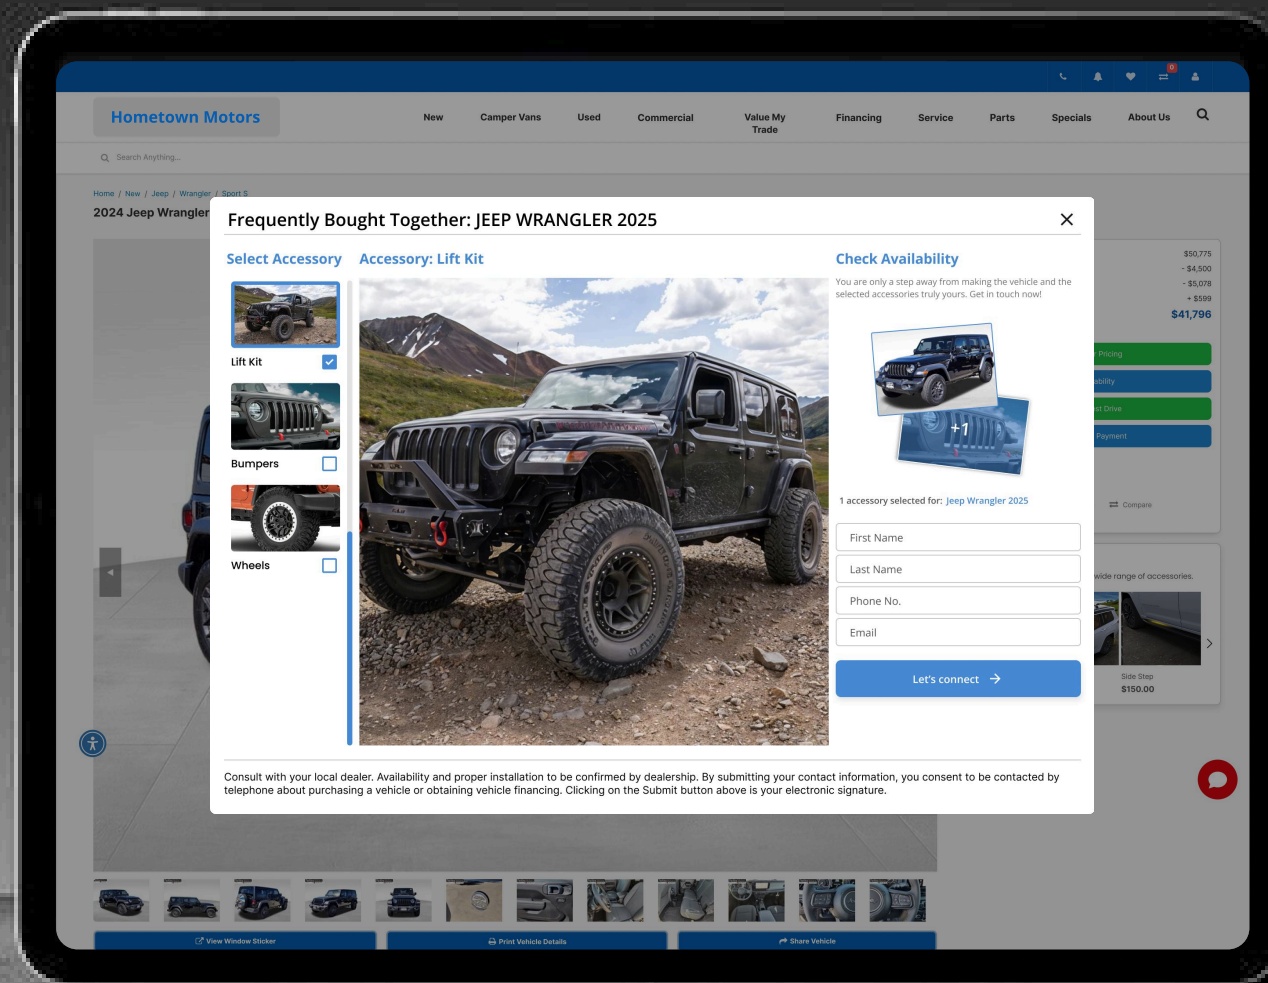 0
Hometown Motors
New
Camper Vans
Used
Commercial
Value My
Trade
Financing
Service
Parts
Specials
About Us
Search Anything...
Home / New / Jeep / Wrangler / Sport S
2024 Jeep Wrangler
Frequently Bought Together: JEEP WRANGLER 2025
Select Accessory
Lift Kit
Bumpers
Wheels
Accessory: Lift Kit
Check Availability
You are only a step away from making the vehicle and the
selected accessories truly yours. Get in touch now!
+1
1 accessory selected for: Jeep Wrangler 2025
First Name
Last Name
Phone No.
Email
Let's connect
Consult with your local dealer. Availability and proper installation to be confirmed by dealership. By submitting your contact information, you consent to be contacted by
telephone about purchasing a vehicle or obtaining vehicle financing. Clicking on the Submit button above is your electronic signature.
$50,775
- $4,500
- $5,078
+ $599
$41,796
Pricing
Drive
Payment
Compare
wide range of accessories.
Side Step
$150.00
View Window Sticker
Print Vehicle Details
Share Vehicle